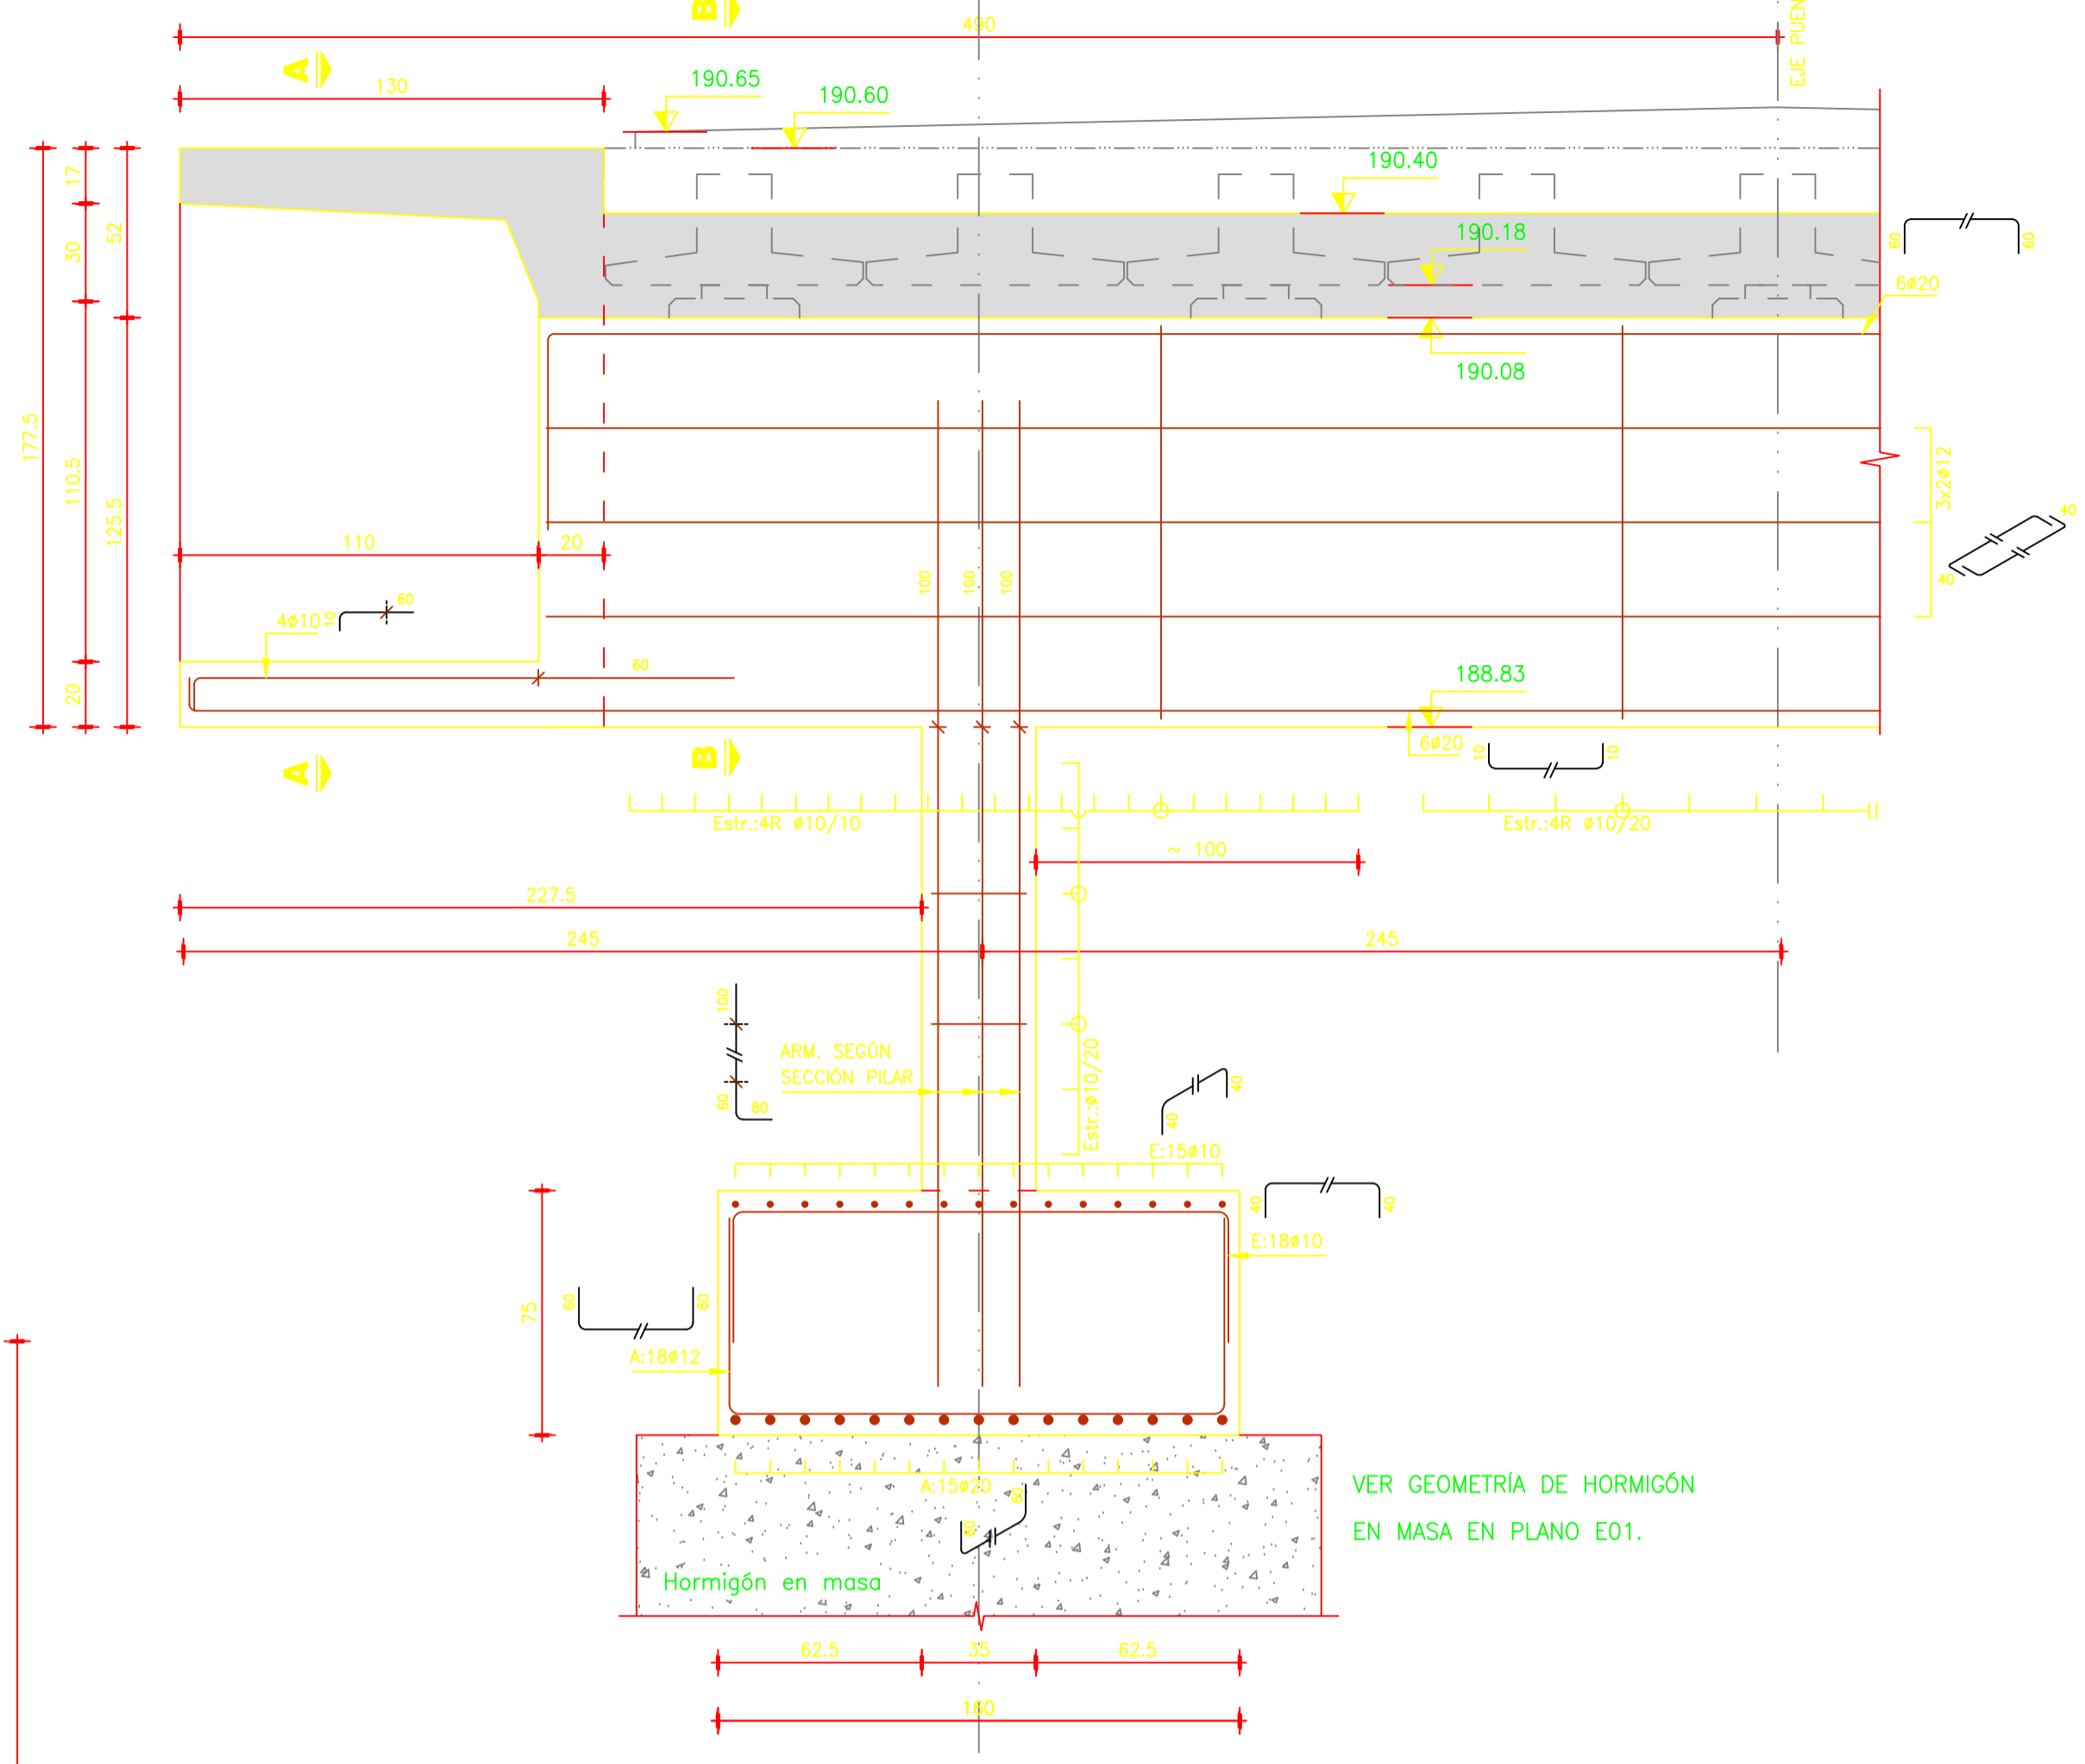 B
490
EJE PUEN
A
130
190.65
190.60
190.40
190.18
190.08
17
30
52
177.5
110.5
125.5
20
60
60
6ø20
3x2ø12
40
40
110
20
100
100
100
4ø10
10
60
60
188.83
6ø20
10
10
A
B
Estr.:4R ø10/10
Estr.:4R ø10/20
~ 100
227.5
245
245
100
60
80
ARM. SEGÚN
SECCIÓN PILAR
Estr.:ø10/20
40
40
E:15ø10
40
40
E:18ø10
75
60
60
A:18ø12
A:15ø20
60
60
VER GEOMETRÍA DE HORMIGÓN
EN MASA EN PLANO E01.
Hormigón en masa
62.5
35
62.5
160